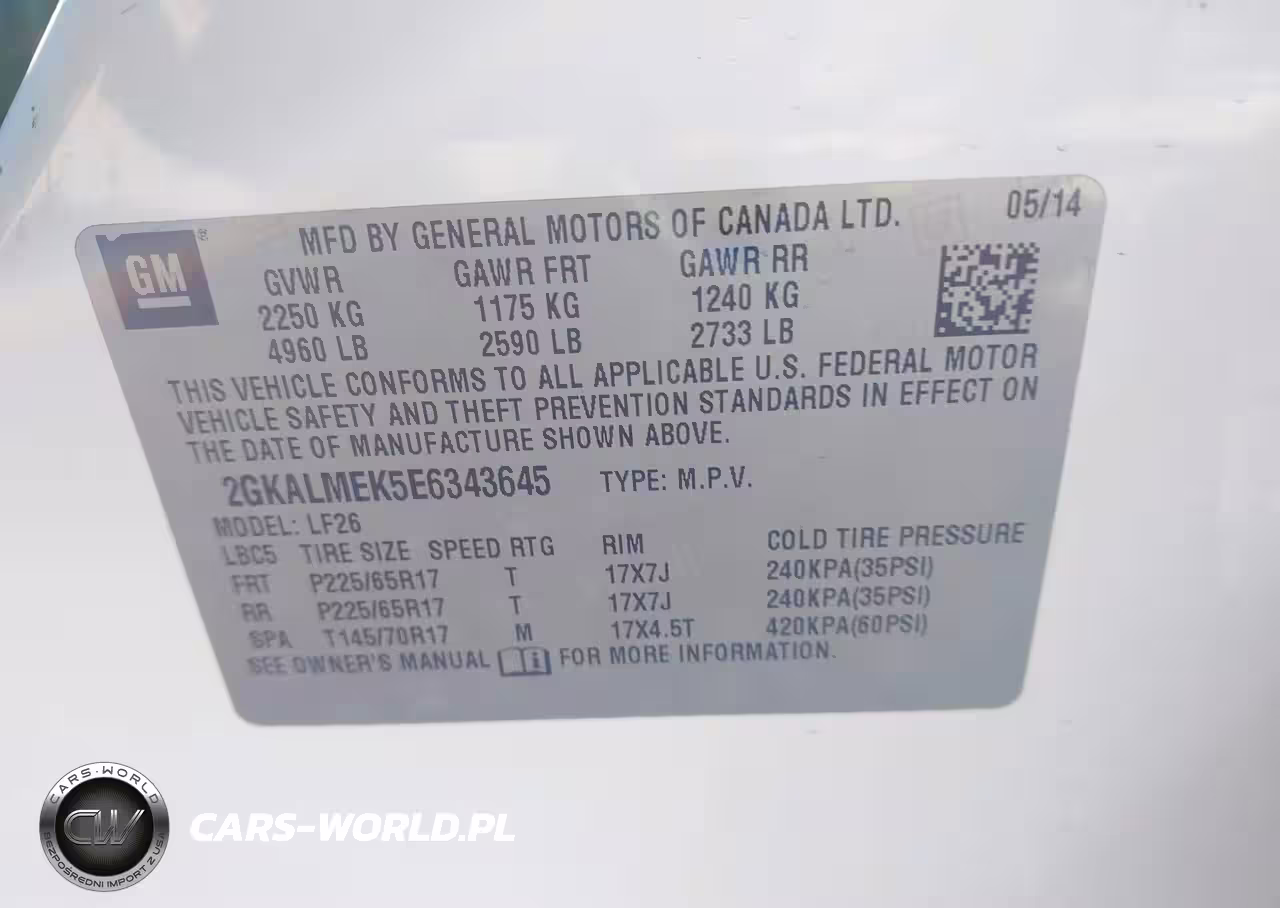 05/14
GM
MFD BY GENERAL MOTORS OF CANADA LTD.
GVWR GAWR FRT GAWR RR
2250 KG 1175 KG 1240 KG
4960 LB 2590 LB 2733 LB
THIS VEHICLE CONFORMS TO ALL APPLICABLE U.S. FEDERAL MOTOR
VEHICLE SAFETY AND THEFT PREVENTION STANDARDS IN EFFECT ON
THE DATE OF MANUFACTURE SHOWN ABOVE.
2GKALMEK5E6343645 TYPE: M.P.V.
MODEL: LF26
LBC5 TIRE SIZE SPEED RTG RIM COLD TIRE PRESSURE
FRT P225/65R17 T 17X7J 240KPA(35PSI)
RR P225/65R17 T 17X7J 240KPA(35PSI)
SPA T145/70R17 M 17X4.5T 420KPA(60PSI)
SEE OWNER'S MANUAL i FOR MORE INFORMATION.
CARS-WORLD
CW
BEZPOŚREDNI IMPORT Z USA
CARS-WORLD.PL